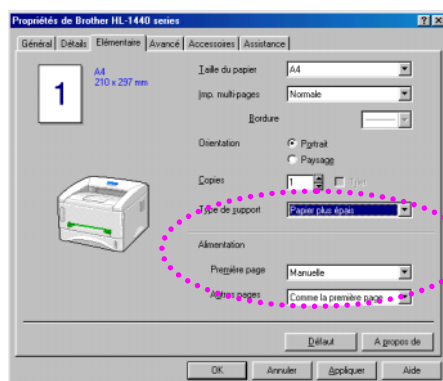 Propriétés de Brother HL-1440 series
Général Détails Elémentaire Avancé Accessoires Assistance
1
A4
210 x 297 mm
Taille du papier A4
Imp. multi-pages Normale
Bordure
Orientation Portrait
Paysage
Copies 1 Trier
Type de support Papier plus épais
Alimentation
Première page Manuelle
Autres pages Comme la première page
Défaut A propos de
OK Annuler Appliquer Aide